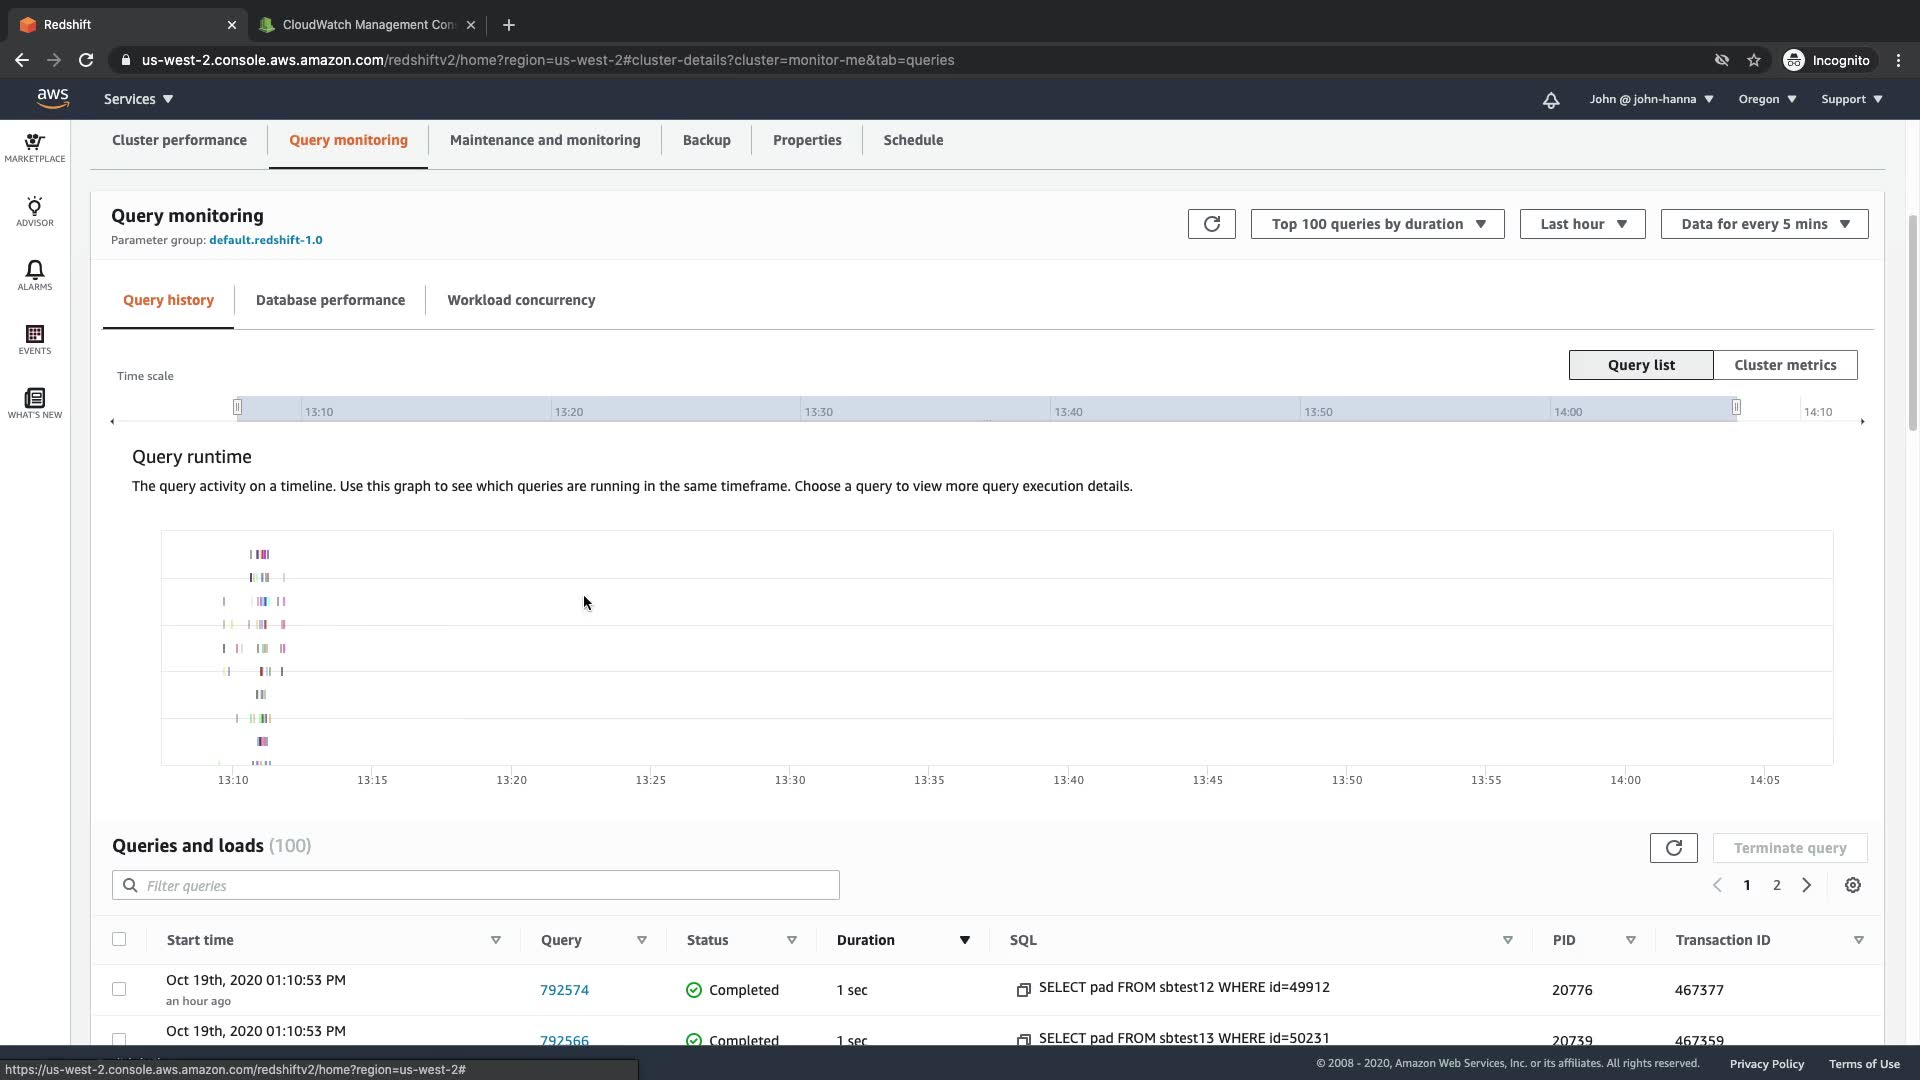 Redshift
CloudWatch Management Con
us-west-2.console.aws.amazon.com/redshiftv2/home?region=us-west-2#cluster-details?cluster=monitor-me&tab=queries
Incognito
aws
Services
John @ john-hanna
Oregon
Support
MARKETPLACE
ADVISOR
ALARMS
EVENTS
WHAT'S NEW
Cluster performance
Query monitoring
Maintenance and monitoring
Backup
Properties
Schedule
Query monitoring
Parameter group: default.redshift-1.0
Top 100 queries by duration
Last hour
Data for every 5 mins
Query history
Database performance
Workload concurrency
Query list
Cluster metrics
Time scale
13:10 13:20 13:30 13:40 13:50 14:00 14:10
Query runtime
The query activity on a timeline. Use this graph to see which queries are running in the same timeframe. Choose a query to view more query execution details.
13:10 13:15 13:20 13:25 13:30 13:35 13:40 13:45 13:50 13:55 14:00 14:05
Queries and loads (100)
Terminate query
Filter queries
1 2
Start time Query Status Duration SQL PID Transaction ID
Oct 19th, 2020 01:10:53 PM
an hour ago
792574 Completed 1 sec SELECT pad FROM sbtest12 WHERE id=49912 20776 467377
Oct 19th, 2020 01:10:53 PM
792566 Completed 1 sec SELECT pad FROM sbtest13 WHERE id=50231 20739 467359
https://us-west-2.console.aws.amazon.com/redshiftv2/home?region=us-west-2#
© 2008 - 2020, Amazon Web Services, Inc. or its affiliates. All rights reserved.
Privacy Policy
Terms of Use